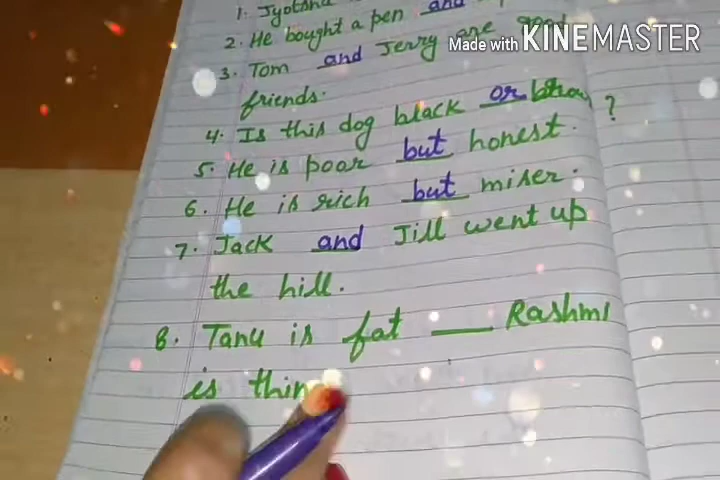 1. Jyotsna
2. He bought a pen and
3. Tom and Jerry are good
friends.
4. Is this dog black or ?
5. He is poor but honest.
6. He is rich but miser.
7. Jack and Jill went up
the hill.
8. Tanu is fat ___ Rashmi
is thin
Made with KINEMASTER